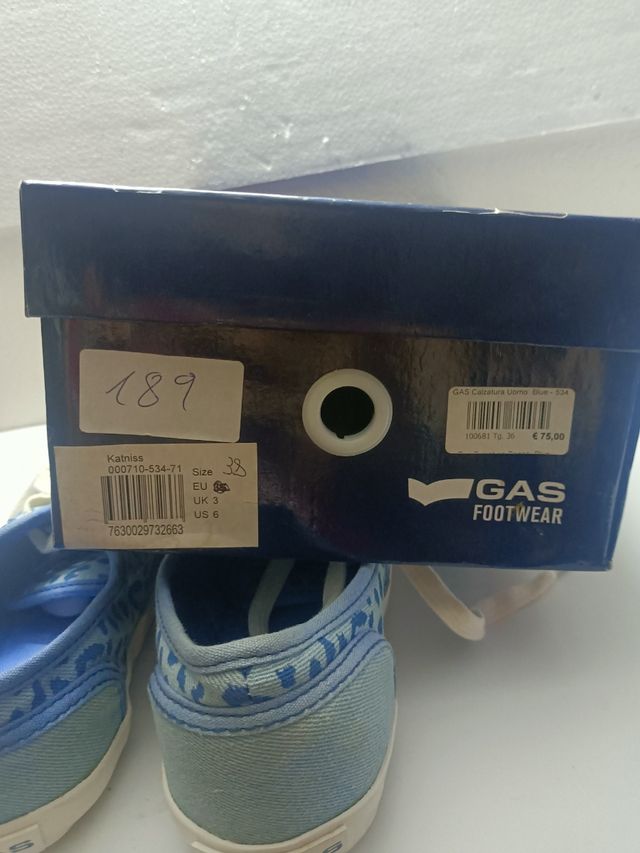 189
GAS Calzatura Uomo Blue - 534
100681 Tg. 36 € 75,00
Katniss
000710-534-71
Size 38
EU
UK 3
US 6
7630029732663
GAS
FOOTWEAR
S
S